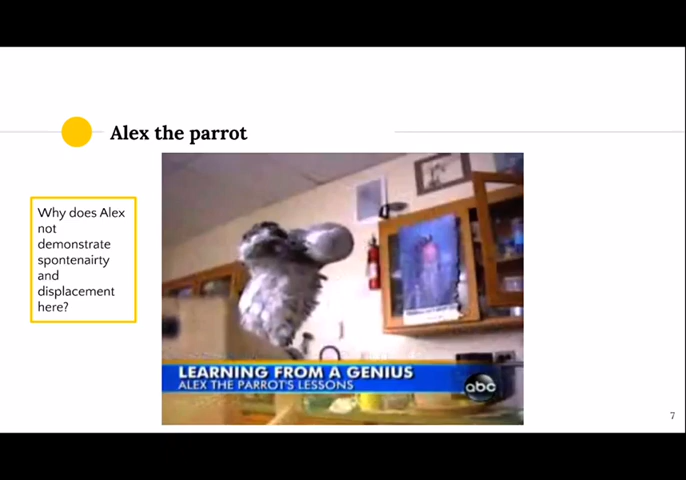 Alex the parrot
Why does Alex
not
demonstrate
spontenairty
and
displacement
here?
LEARNING FROM A GENIUS
ALEX THE PARROT'S LESSONS
abc
7